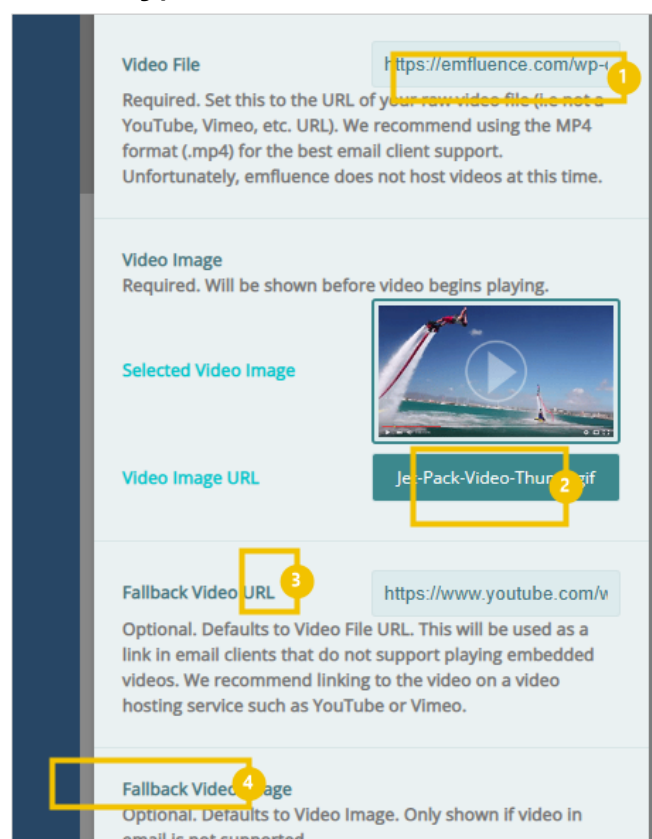 Video File
https://emfluence.com/wp-
1
Required. Set this to the URL of your raw video file (i.e not a
YouTube, Vimeo, etc. URL). We recommend using the MP4
format (.mp4) for the best email client support.
Unfortunately, emfluence does not host videos at this time.
Video Image
Required. Will be shown before video begins playing.
Selected Video Image
Video Image URL
2
Fallback Video URL
3
https://www.youtube.com/w
Optional. Defaults to Video File URL. This will be used as a
link in email clients that do not support playing embedded
videos. We recommend linking to the video on a video
hosting service such as YouTube or Vimeo.
4
Fallback Video
Optional. Defaults to Video Image. Only shown if video in
email is not supported